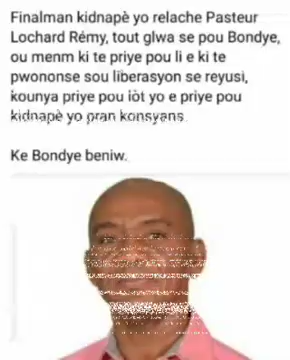 Finalman kidnapè yo relache Pasteur
Lochard Rémy, tout glwa se pou Bondye,
ou menm ki te priye pou li e ki te
pwononse sou liberasyon se reyusi,
kounya priye pou lòt yo e priye pou
kidnapè yo pran konsyans.
Ke Bondye beniw.